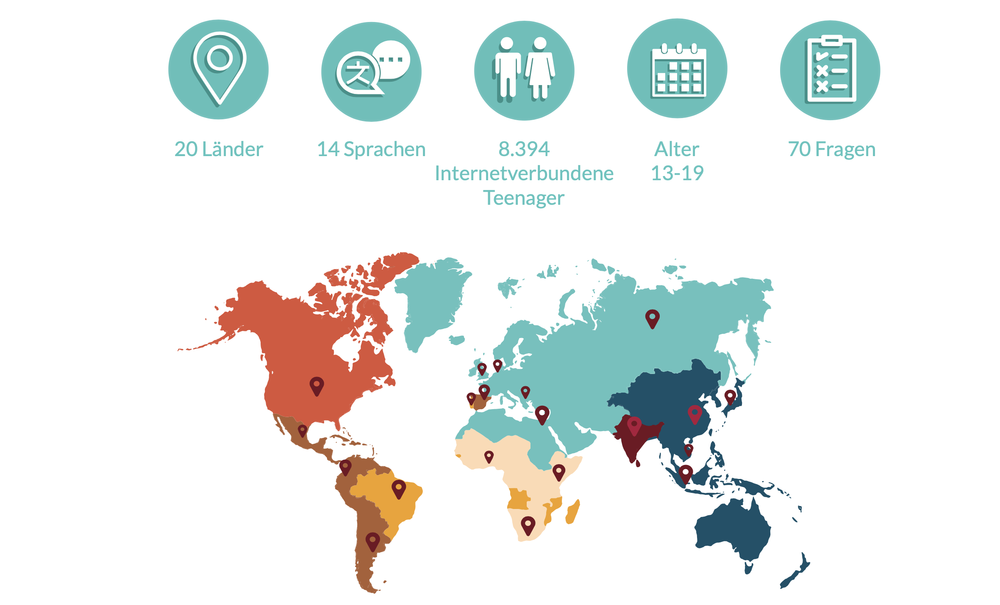 20 Länder
14 Sprachen
8.394
Internetverbundene
Teenager
Alter
13-19
70 Fragen